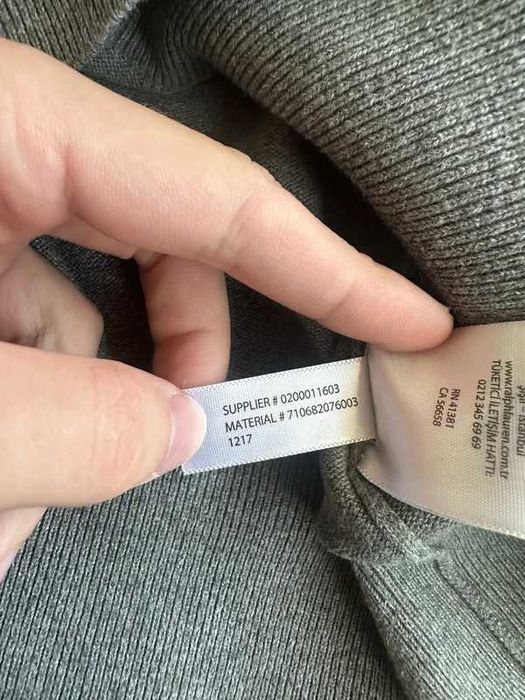 SUPPLIER # 0200011603
MATERIAL # 710682076003
1217
www.ralphlauren.com.tr
TÜKETİCİ İLETİŞİM HATTI:
0212 345 69 69
RN 41381
CA 56658